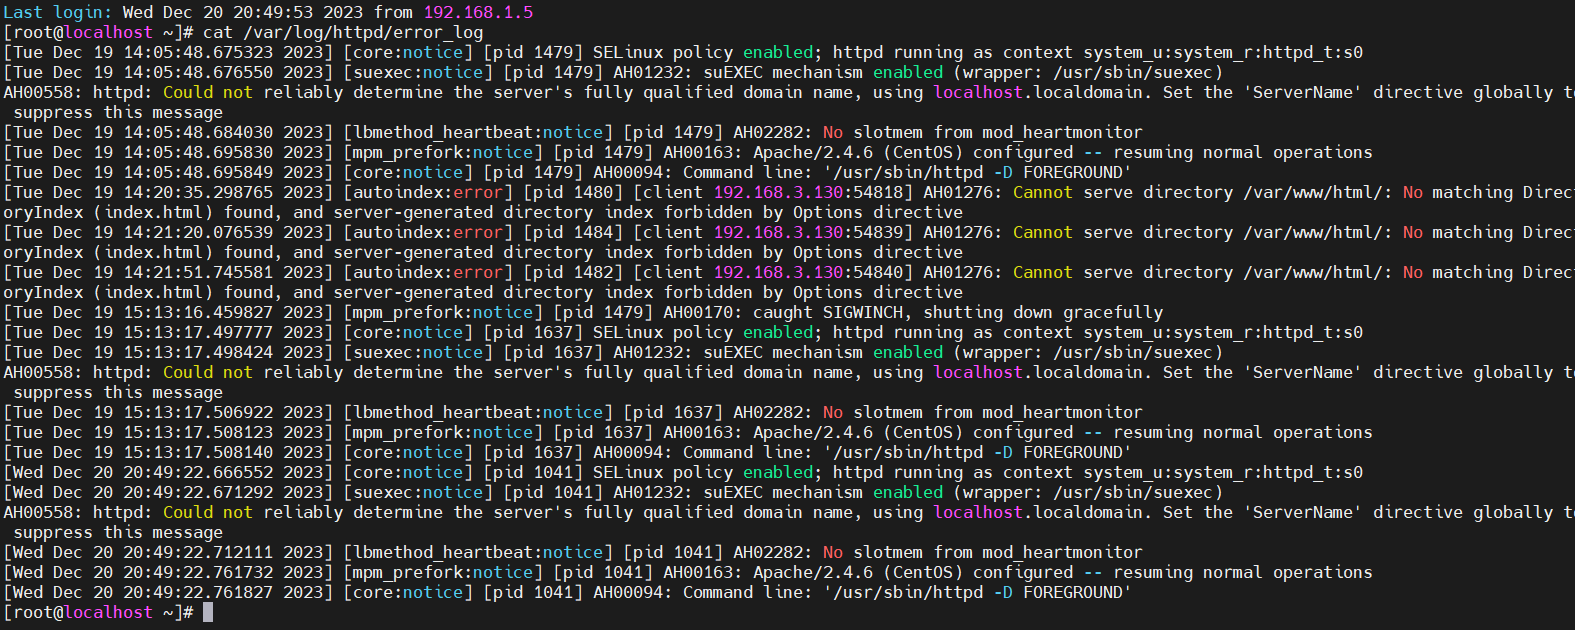 Last login: Wed Dec 20 20:49:53 2023 from 192.168.1.5
[root@localhost ~]# cat /var/log/httpd/error_log
[Tue Dec 19 14:05:48.675323 2023] [core:notice] [pid 1479] SELinux policy enabled; httpd running as context system_u:system_r:httpd_t:s0
[Tue Dec 19 14:05:48.676550 2023] [suexec:notice] [pid 1479] AH01232: suEXEC mechanism enabled (wrapper: /usr/sbin/suexec)
AH00558: httpd: Could not reliably determine the server's fully qualified domain name, using localhost.localdomain. Set the 'ServerName' directive globally to
suppress this message
[Tue Dec 19 14:05:48.684030 2023] [lbmethod_heartbeat:notice] [pid 1479] AH02282: No slotmem from mod_heartmonitor
[Tue Dec 19 14:05:48.695830 2023] [mpm_prefork:notice] [pid 1479] AH00163: Apache/2.4.6 (CentOS) configured -- resuming normal operations
[Tue Dec 19 14:05:48.695849 2023] [core:notice] [pid 1479] AH00094: Command line: '/usr/sbin/httpd -D FOREGROUND'
[Tue Dec 19 14:20:35.298765 2023] [autoindex:error] [pid 1480] [client 192.168.3.130:54818] AH01276: Cannot serve directory /var/www/html/: No matching Direct
oryIndex (index.html) found, and server-generated directory index forbidden by Options directive
[Tue Dec 19 14:21:20.076539 2023] [autoindex:error] [pid 1484] [client 192.168.3.130:54839] AH01276: Cannot serve directory /var/www/html/: No matching Direct
oryIndex (index.html) found, and server-generated directory index forbidden by Options directive
[Tue Dec 19 14:21:51.745581 2023] [autoindex:error] [pid 1482] [client 192.168.3.130:54840] AH01276: Cannot serve directory /var/www/html/: No matching Direct
oryIndex (index.html) found, and server-generated directory index forbidden by Options directive
[Tue Dec 19 15:13:16.459827 2023] [mpm_prefork:notice] [pid 1479] AH00170: caught SIGWINCH, shutting down gracefully
[Tue Dec 19 15:13:17.497777 2023] [core:notice] [pid 1637] SELinux policy enabled; httpd running as context system_u:system_r:httpd_t:s0
[Tue Dec 19 15:13:17.498424 2023] [suexec:notice] [pid 1637] AH01232: suEXEC mechanism enabled (wrapper: /usr/sbin/suexec)
AH00558: httpd: Could not reliably determine the server's fully qualified domain name, using localhost.localdomain. Set the 'ServerName' directive globally to
suppress this message
[Tue Dec 19 15:13:17.506922 2023] [lbmethod_heartbeat:notice] [pid 1637] AH02282: No slotmem from mod_heartmonitor
[Tue Dec 19 15:13:17.508123 2023] [mpm_prefork:notice] [pid 1637] AH00163: Apache/2.4.6 (CentOS) configured -- resuming normal operations
[Tue Dec 19 15:13:17.508140 2023] [core:notice] [pid 1637] AH00094: Command line: '/usr/sbin/httpd -D FOREGROUND'
[Wed Dec 20 20:49:22.666552 2023] [core:notice] [pid 1041] SELinux policy enabled; httpd running as context system_u:system_r:httpd_t:s0
[Wed Dec 20 20:49:22.671292 2023] [suexec:notice] [pid 1041] AH01232: suEXEC mechanism enabled (wrapper: /usr/sbin/suexec)
AH00558: httpd: Could not reliably determine the server's fully qualified domain name, using localhost.localdomain. Set the 'ServerName' directive globally to
suppress this message
[Wed Dec 20 20:49:22.712111 2023] [lbmethod_heartbeat:notice] [pid 1041] AH02282: No slotmem from mod_heartmonitor
[Wed Dec 20 20:49:22.761732 2023] [mpm_prefork:notice] [pid 1041] AH00163: Apache/2.4.6 (CentOS) configured -- resuming normal operations
[Wed Dec 20 20:49:22.761827 2023] [core:notice] [pid 1041] AH00094: Command line: '/usr/sbin/httpd -D FOREGROUND'
[root@localhost ~]#